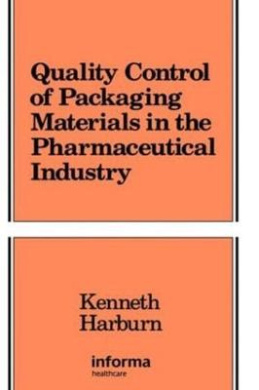 Quality Control
of Packaging
Materials in the
Pharmaceutical
Industry
Kenneth
Harburn
informa
healthcare